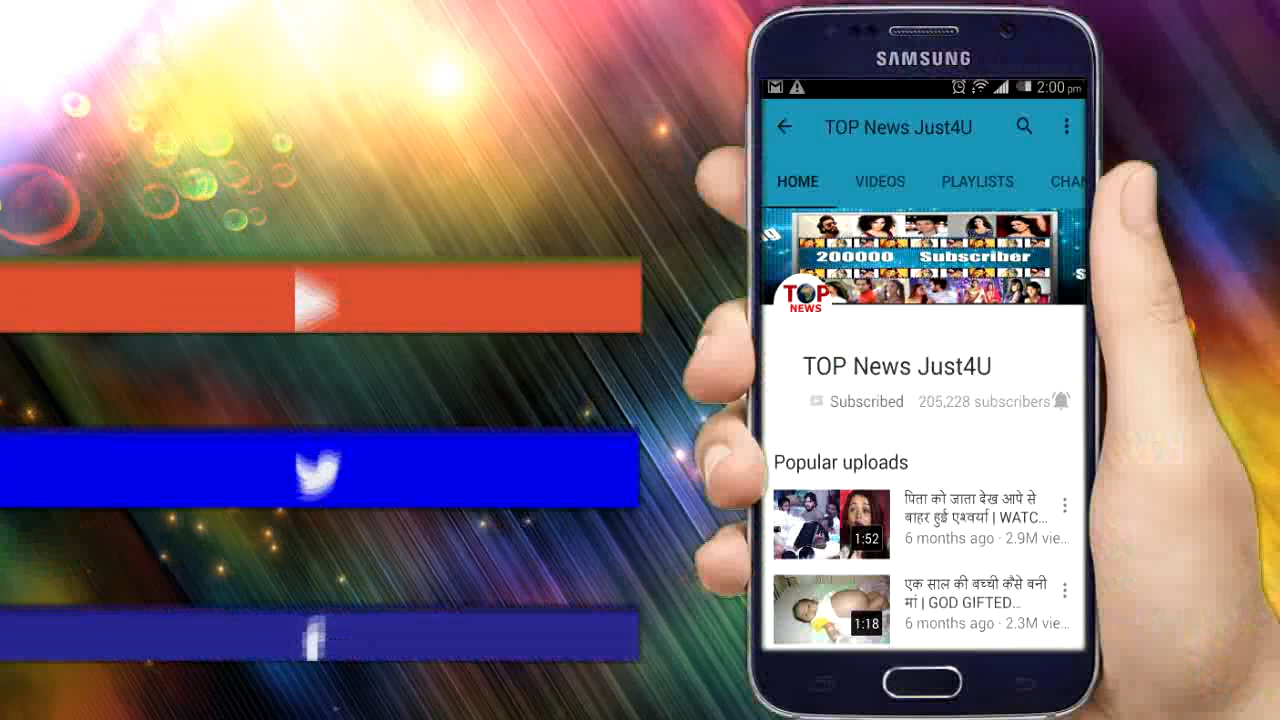 SAMSUNG
2:00 pm
TOP News Just4U
HOME VIDEOS PLAYLISTS CHAN
200000 Subscriber
S
TOP
NEWS
TOP News Just4U
Subscribed 205,228 subscribers
Popular uploads
पिता को जाता देख आपे से
बाहर हुई एश्वर्या | WATC...
1:52
6 months ago · 2.9M vie...
एक साल की बच्ची कैसे बनी
मां | GOD GIFTED...
1:18
6 months ago · 2.3M vie...